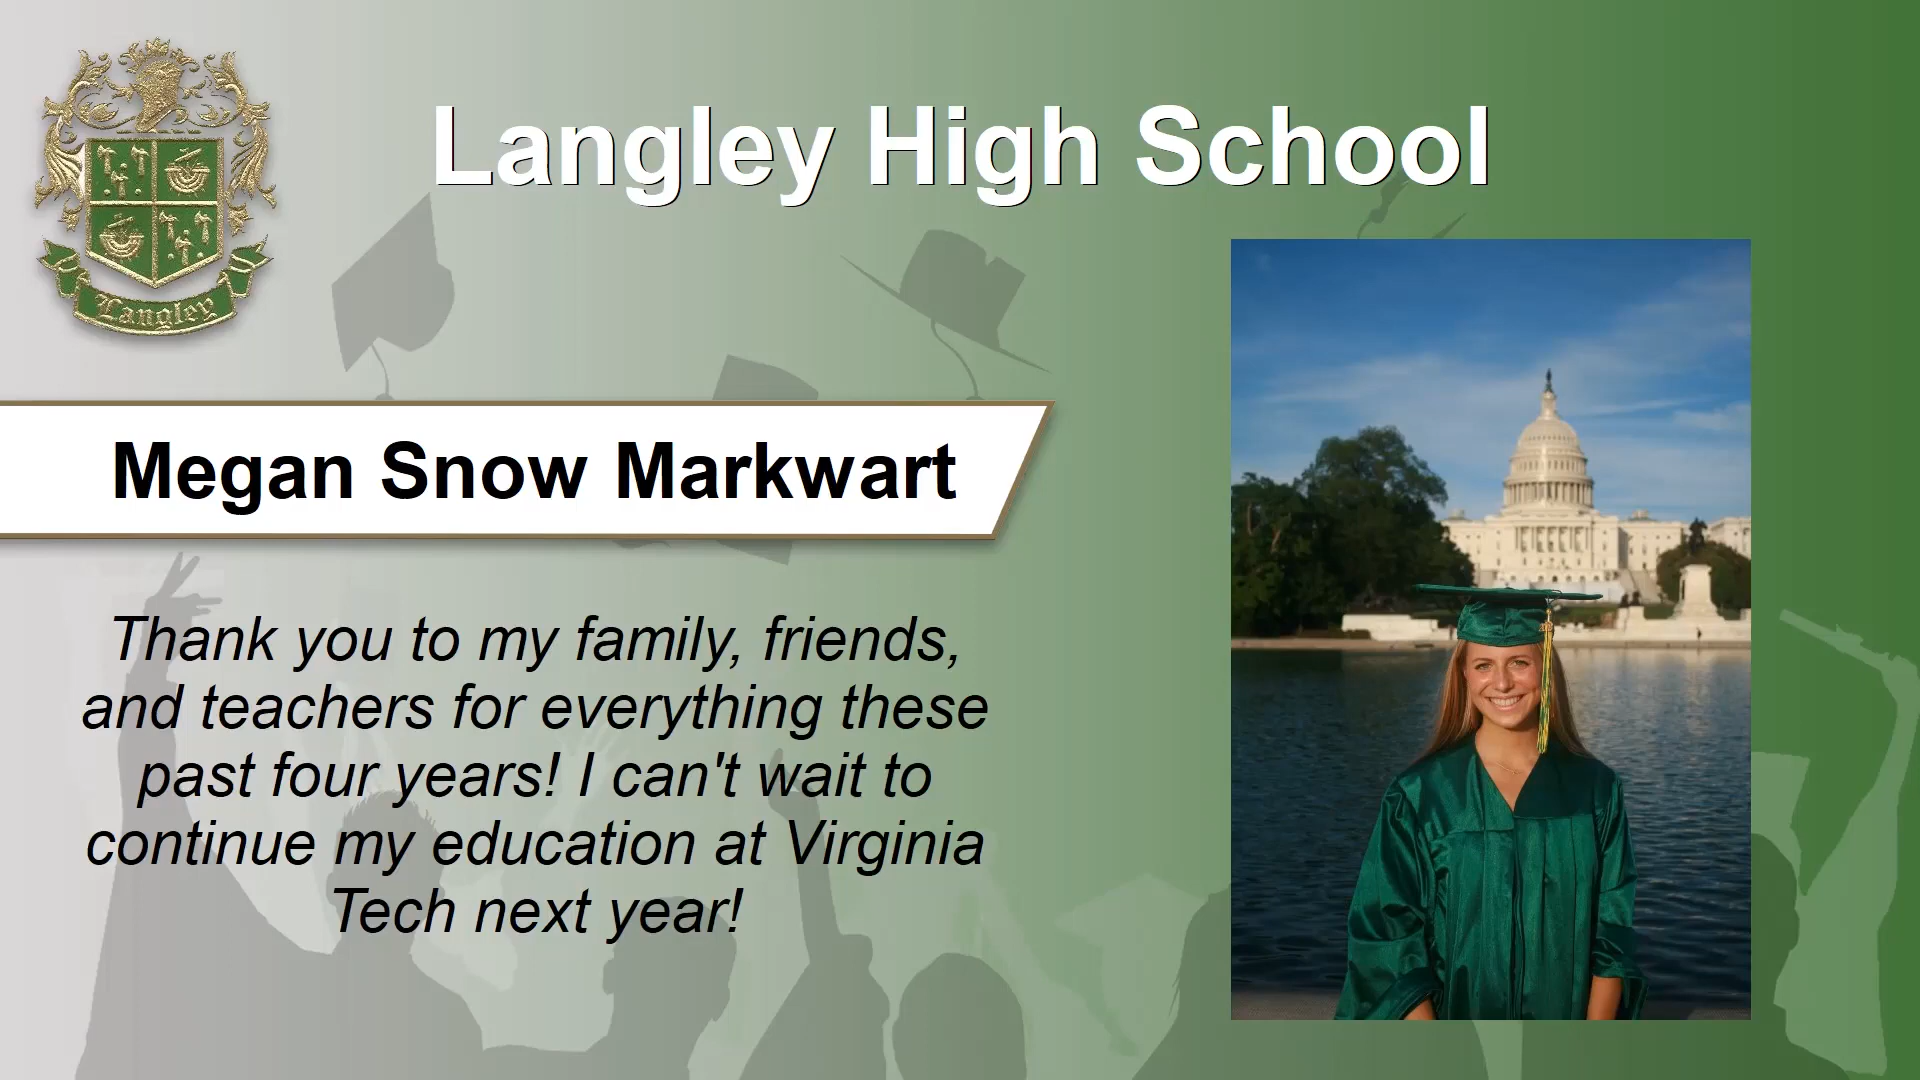 Langley High School
Langley
Megan Snow Markwart
Thank you to my family, friends,
and teachers for everything these
past four years! I can't wait to
continue my education at Virginia
Tech next year!